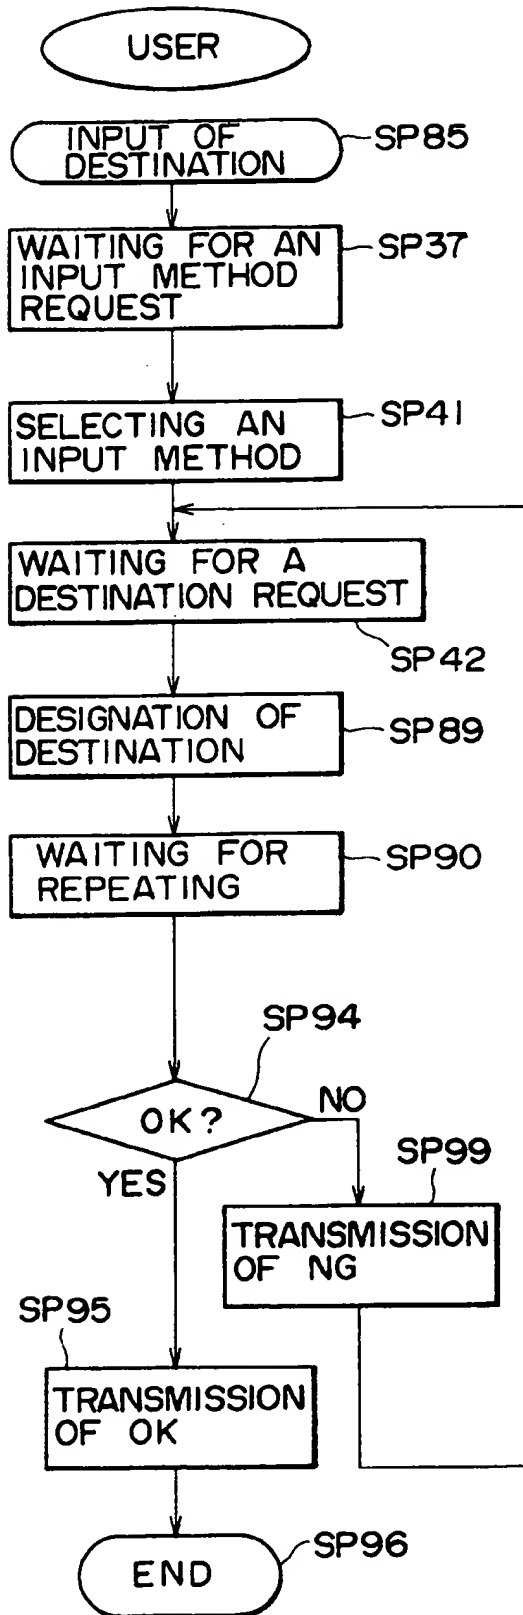 USER
INPUT OF
DESTINATION
SP85
WAITING FOR AN
INPUT METHOD
REQUEST
SP37
SELECTING AN
INPUT METHOD
SP41
WAITING FOR A
DESTINATION REQUEST
SP42
DESIGNATION OF
DESTINATION
SP89
WAITING FOR
REPEATING
SP90
SP94
OK?
NO
YES
SP99
TRANSMISSION
OF NG
SP95
TRANSMISSION
OF OK
END
SP96